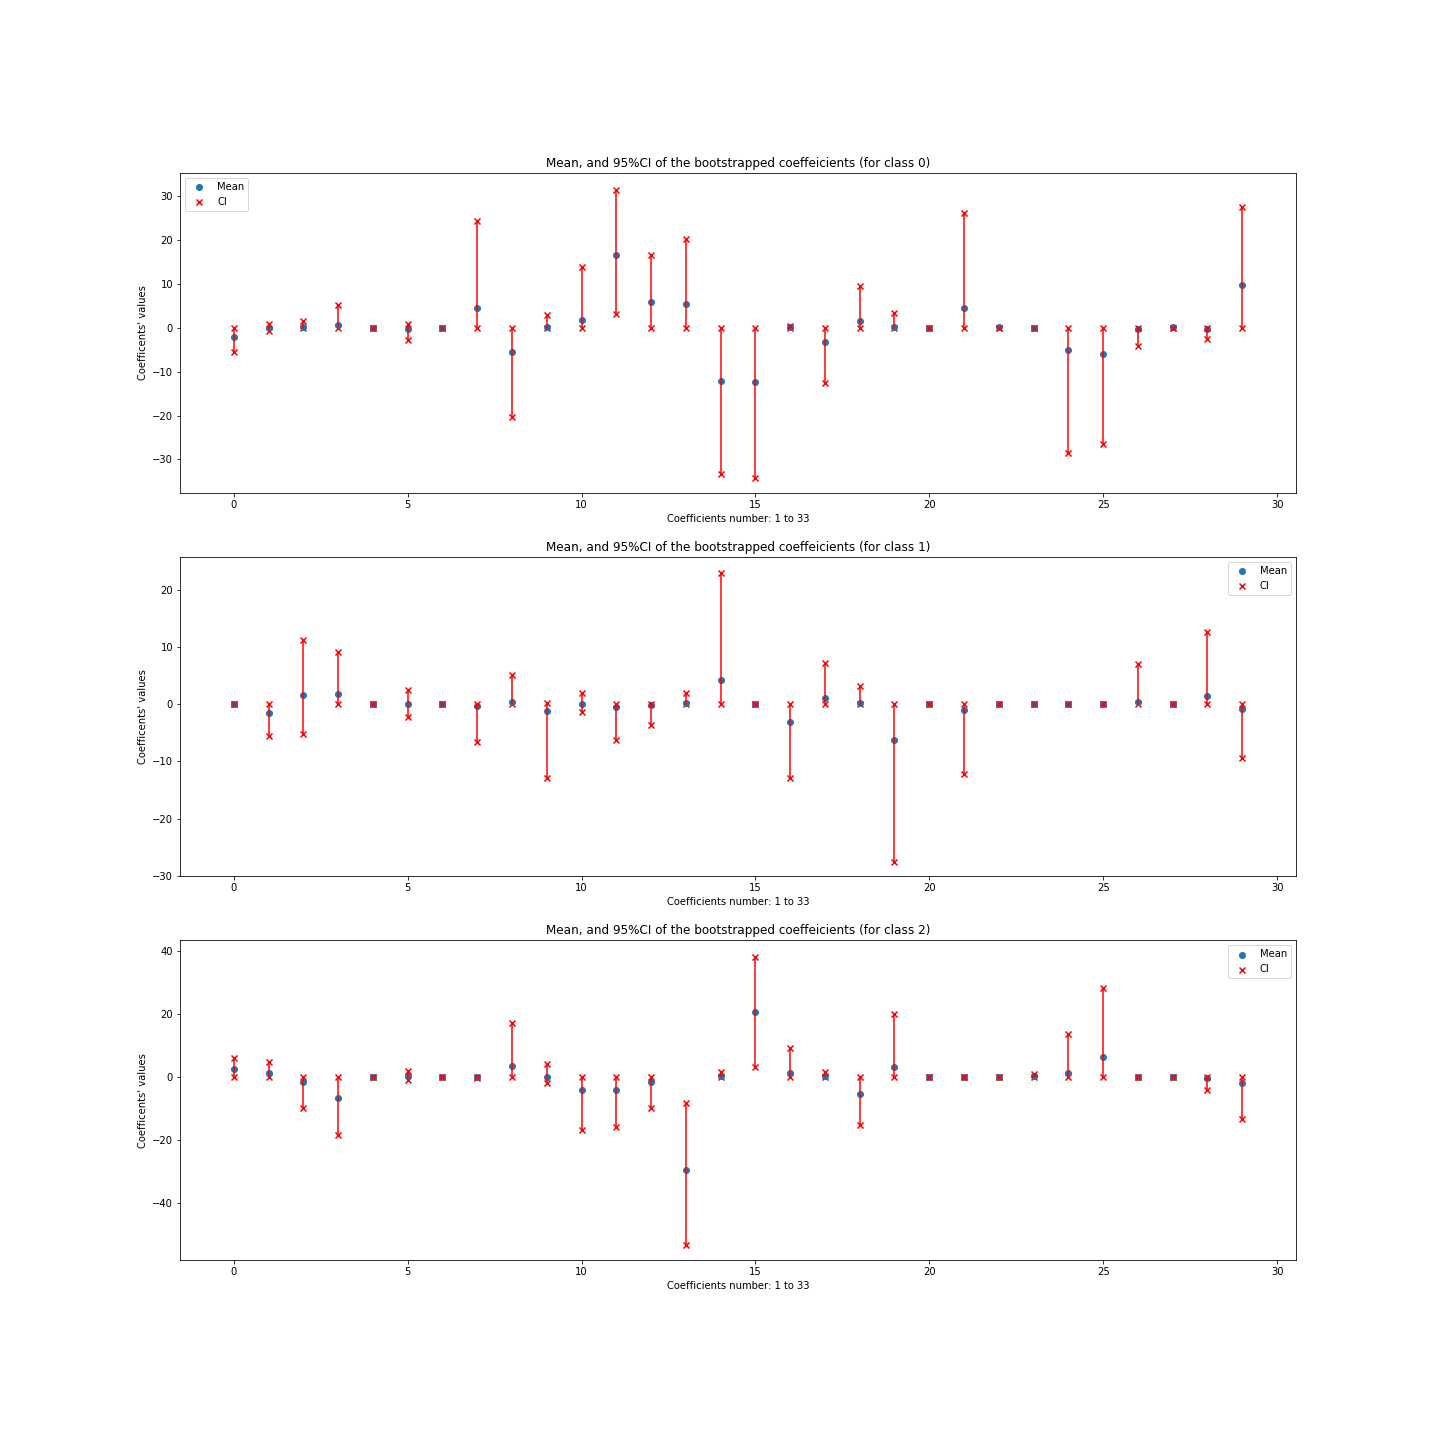 Mean, and 95%CI of the bootstrapped coeffeicients (for class 0)
Mean
CI
30
20
10
0
−10
−20
−30
Coefficents' values
0 5 10 15 20 25 30
Coefficients number: 1 to 33
Mean, and 95%CI of the bootstrapped coeffeicients (for class 1)
Mean
CI
20
10
0
−10
−20
−30
Coefficents' values
0 5 10 15 20 25 30
Coefficients number: 1 to 33
Mean, and 95%CI of the bootstrapped coeffeicients (for class 2)
Mean
CI
40
20
0
−20
−40
Coefficents' values
0 5 10 15 20 25 30
Coefficients number: 1 to 33